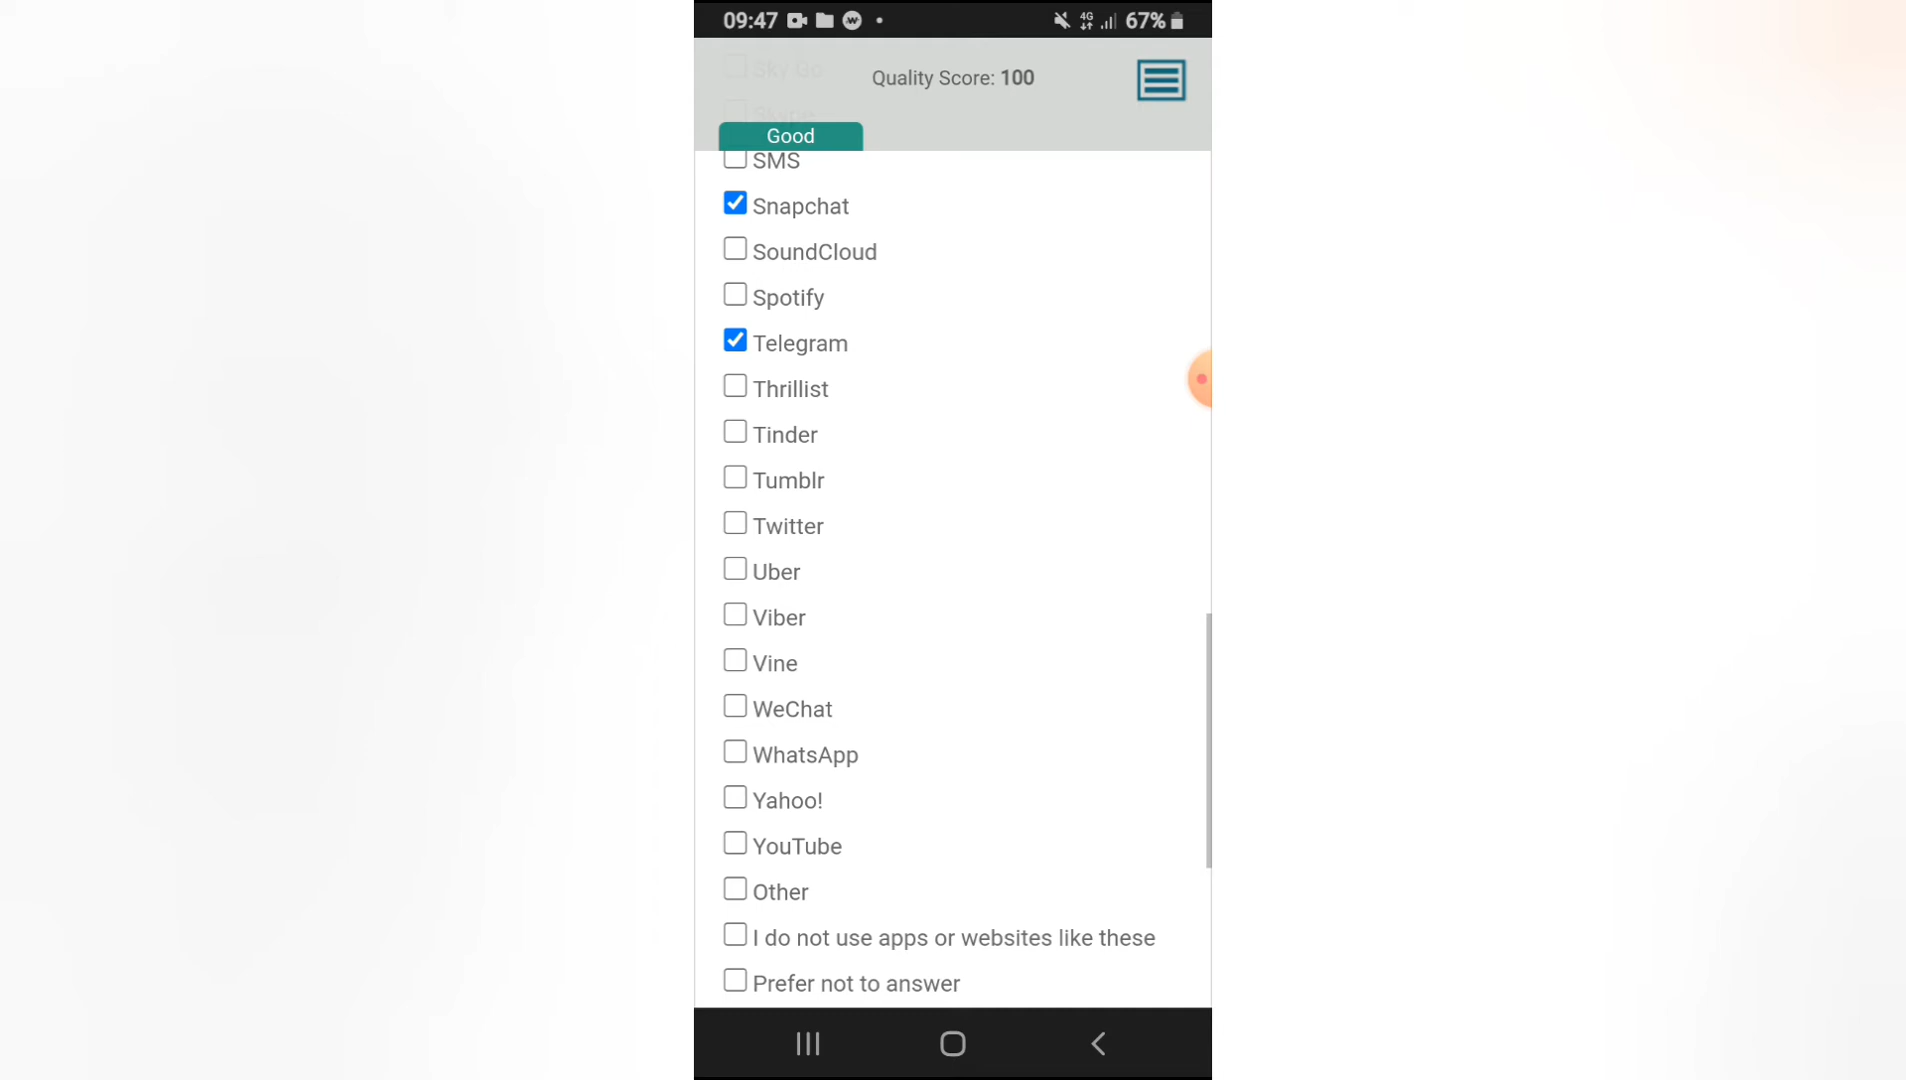 09:47
4G
67%
Sky Go
Skype
Quality Score: 100
Good
SMS
Snapchat
SoundCloud
Spotify
Telegram
Thrillist
Tinder
Tumblr
Twitter
Uber
Viber
Vine
WeChat
WhatsApp
Yahoo!
YouTube
Other
I do not use apps or websites like these
Prefer not to answer